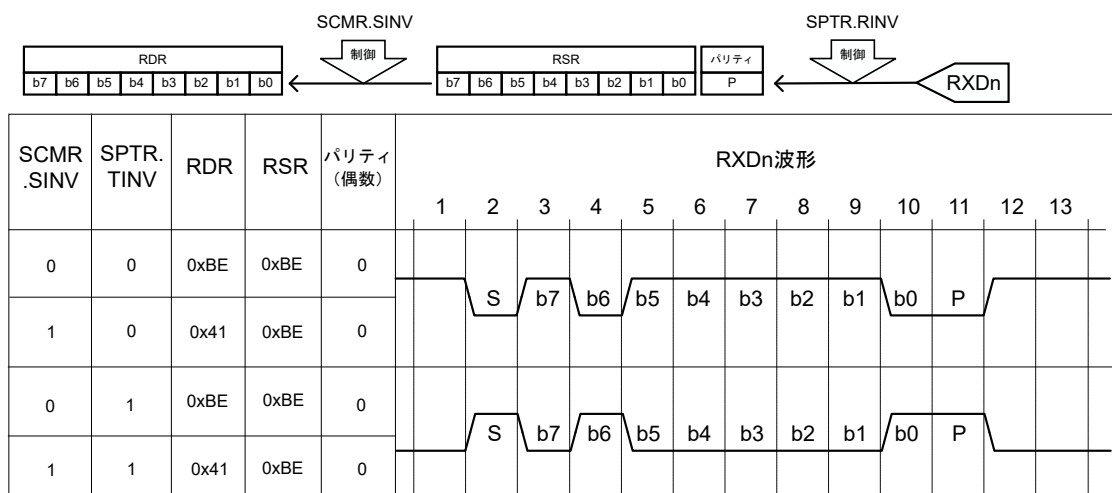 SCMR.SINV
SPTR.RINV
制御
制御
RDR
RSR
パリティ
b7 b6 b5 b4 b3 b2 b1 b0
b7 b6 b5 b4 b3 b2 b1 b0
P
RXDn
SCMR
.SINV
SPTR.
TINV
RDR
RSR
パリティ
(偶数)
RXDn波形
1 2 3 4 5 6 7 8 9 10 11 12 13
0 0 0xBE 0xBE 0
S b7 b6 b5 b4 b3 b2 b1 b0 P
1 0 0x41 0xBE 0
0 1 0xBE 0xBE 0
S b7 b6 b5 b4 b3 b2 b1 b0 P
1 1 0x41 0xBE 0